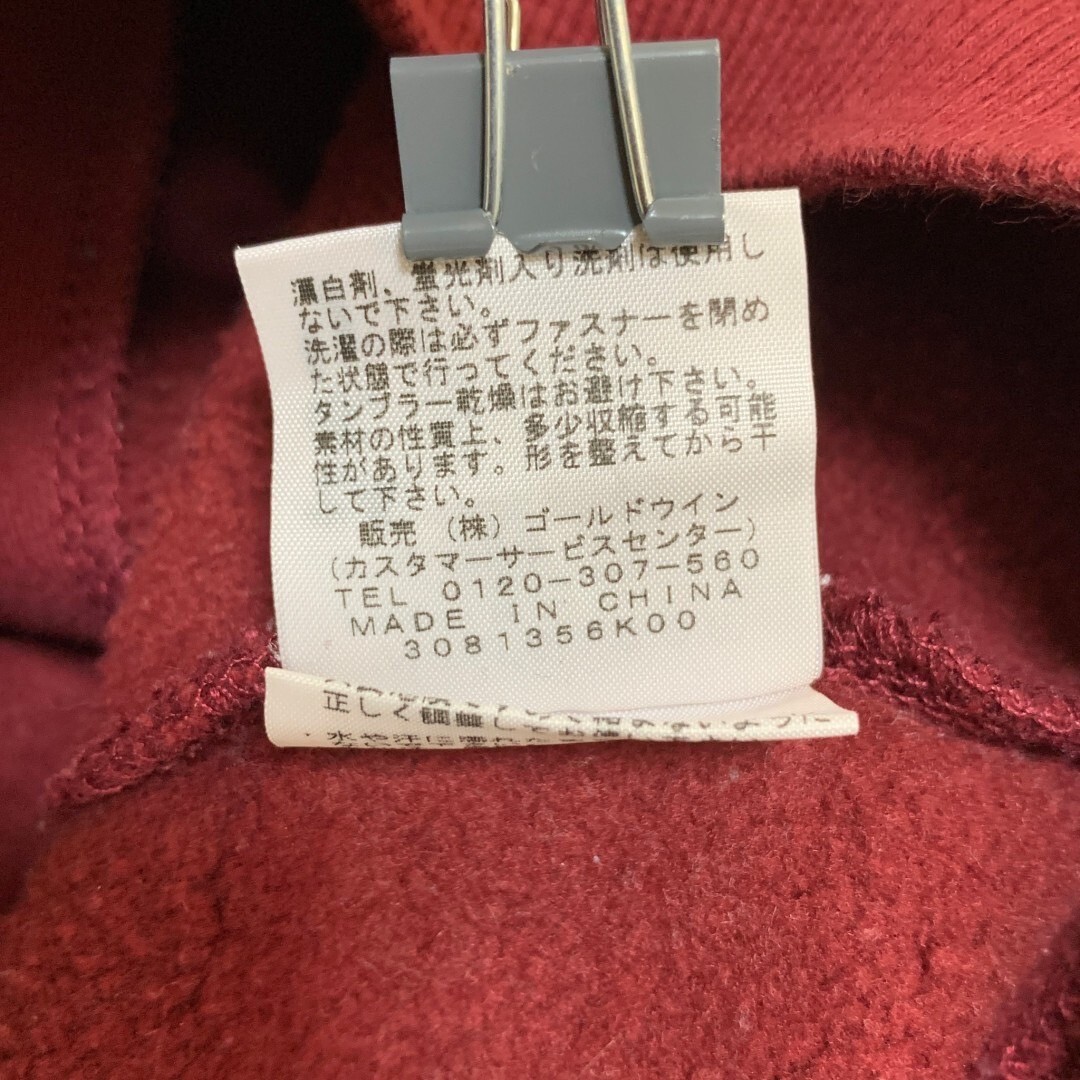 漂白剤、蛍光剤入り洗剤は使用し
ないで下さい。
洗濯の際は必ずファスナーを閉め
た状態で行ってください。
タンブラー乾燥はお避け下さい。
素材の性質上、多少収縮する可能
性があります。形を整えてから干
して下さい。
販売（株）ゴールドウイン
（カスタマーサービスセンター）
TEL 0120-307-560
MADE IN CHINA
3081356K00
正しく